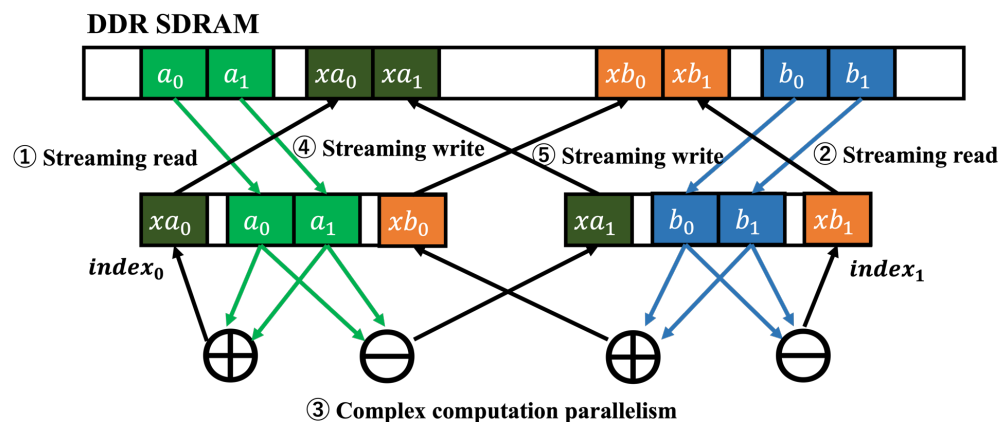 DDR SDRAM
a₀ a₁ xa₀ xa₁ xb₀ xb₁ b₀ b₁
① Streaming read ④ Streaming write ⑤ Streaming write ② Streaming read
xa₀ a₀ a₁ xb₀ xa₁ b₀ b₁ xb₁
index₀ index₁
③ Complex computation parallelism